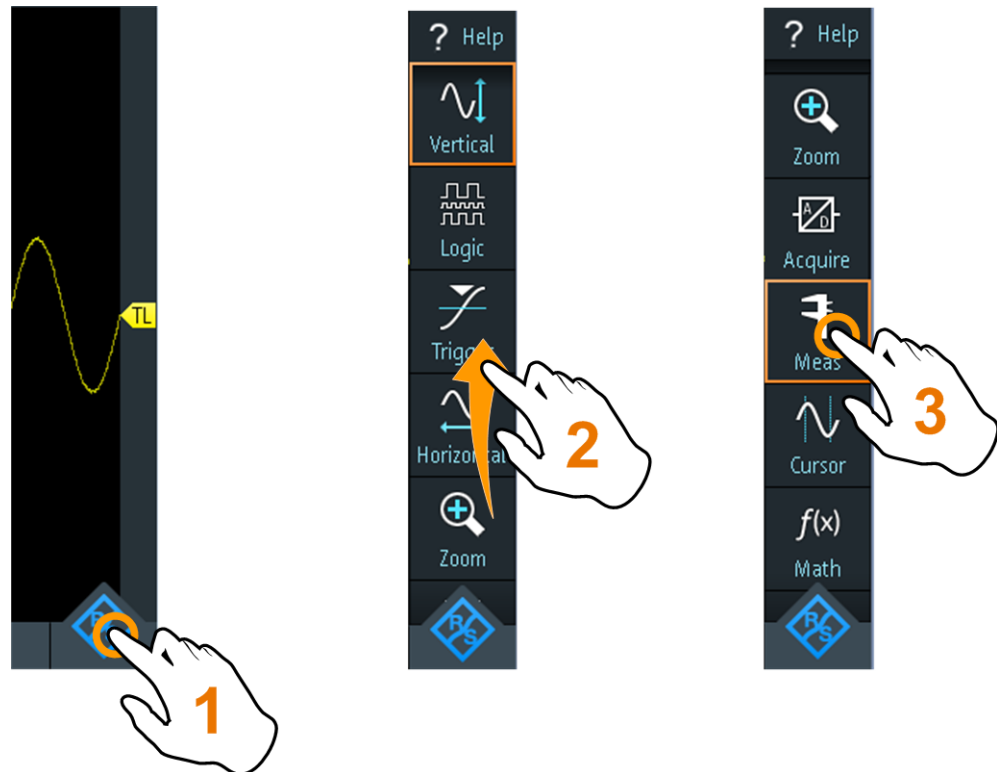 TL
R S
1
? Help
Vertical
Logic
Trigger
Horizontal
Zoom
R S
2
? Help
Zoom
A D
Acquire
Meas
Cursor
f(x)
Math
R S
3